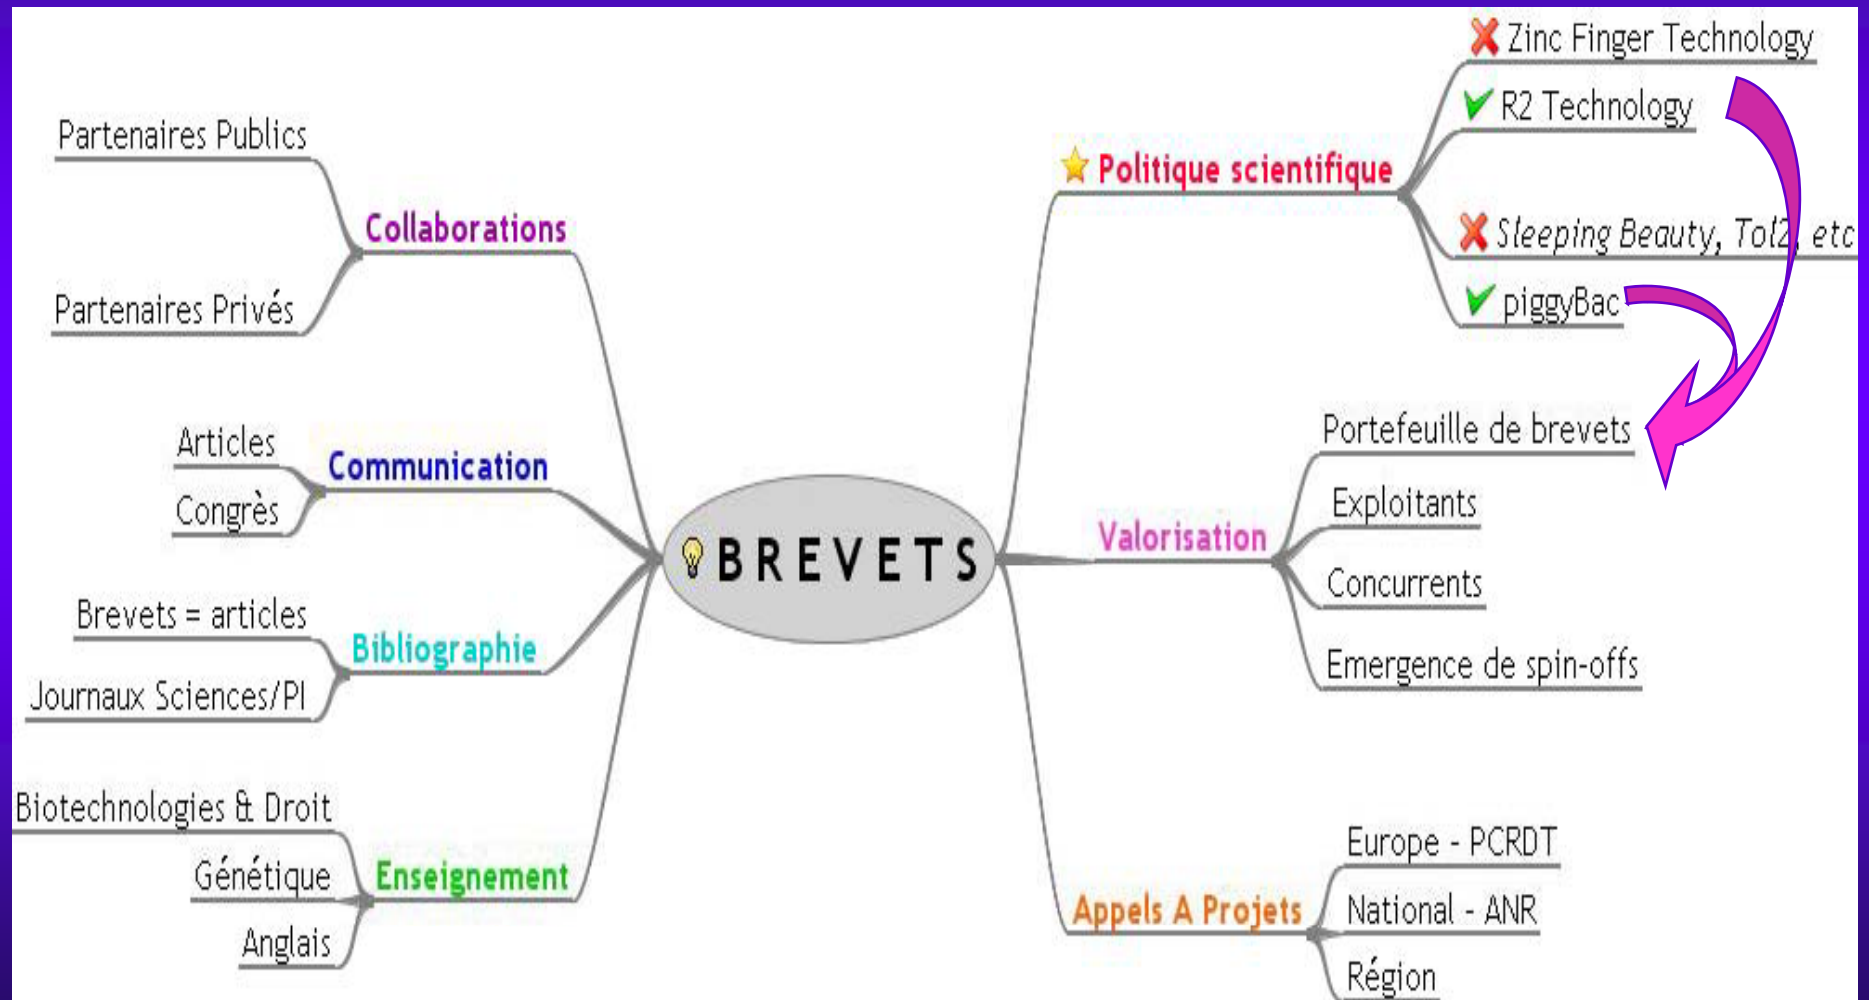 Partenaires Publics
Collaborations
Partenaires Privés
Articles
Communication
Congrès
Brevets = articles
Bibliographie
Journaux Sciences/PI
Biotechnologies & Droit
Génétique
Enseignement
Anglais
BREVETS
Zinc Finger Technology
R2 Technology
Politique scientifique
Sleeping Beauty, Tol2, etc
piggyBac
Portefeuille de brevets
Exploitants
Valorisation
Concurrents
Emergence de spin-offs
Europe - PCRDT
Appels A Projets
National - ANR
Région